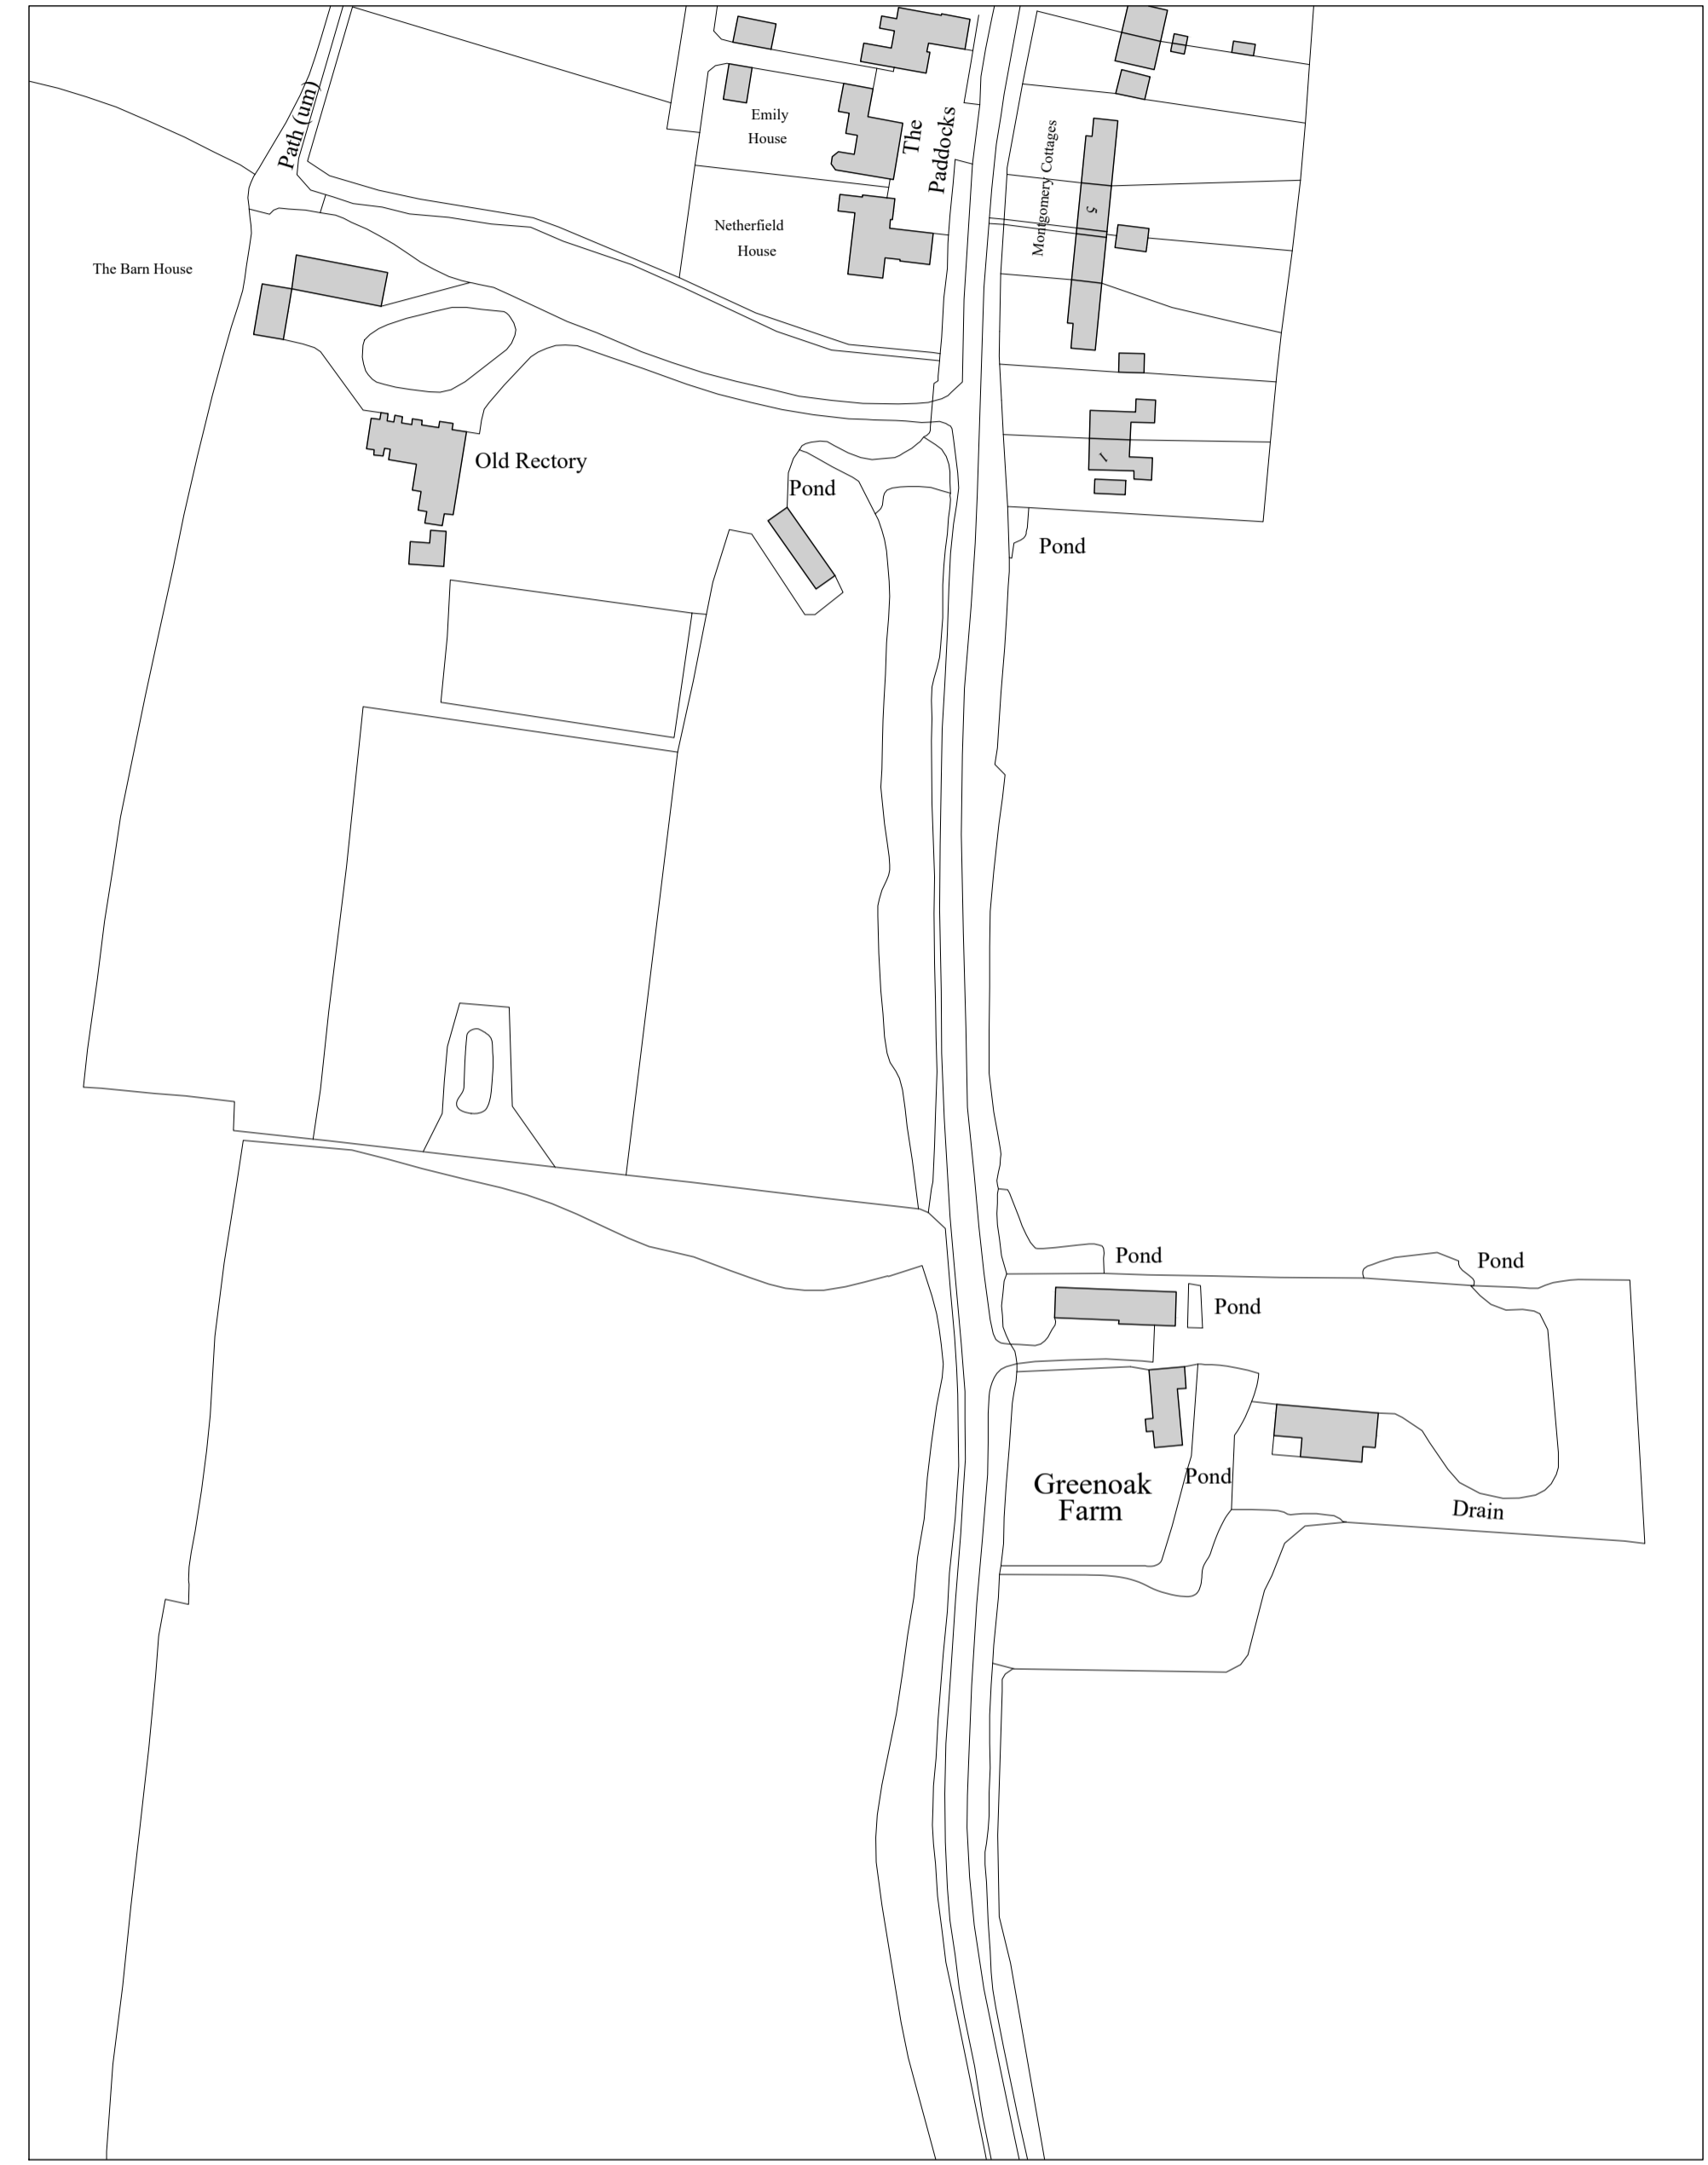 Path (um)
Emily
House
The
Paddocks
Montgomery Cottages
5
Netherfield
House
The Barn House
1
Old Rectory
Pond
Pond
Pond
Pond
Pond
Greenoak
Farm
Pond
Drain